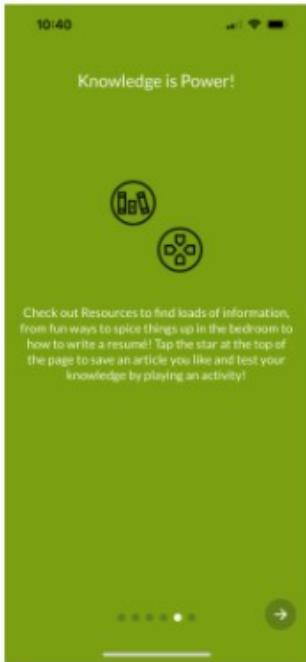 10:40
Knowledge is Power!
Check out Resources to find loads of information,
from fun ways to spice things up in the bedroom to
how to write a resumé! Tap the star at the top of
the page to save an article you like and test your
knowledge by playing an activity!